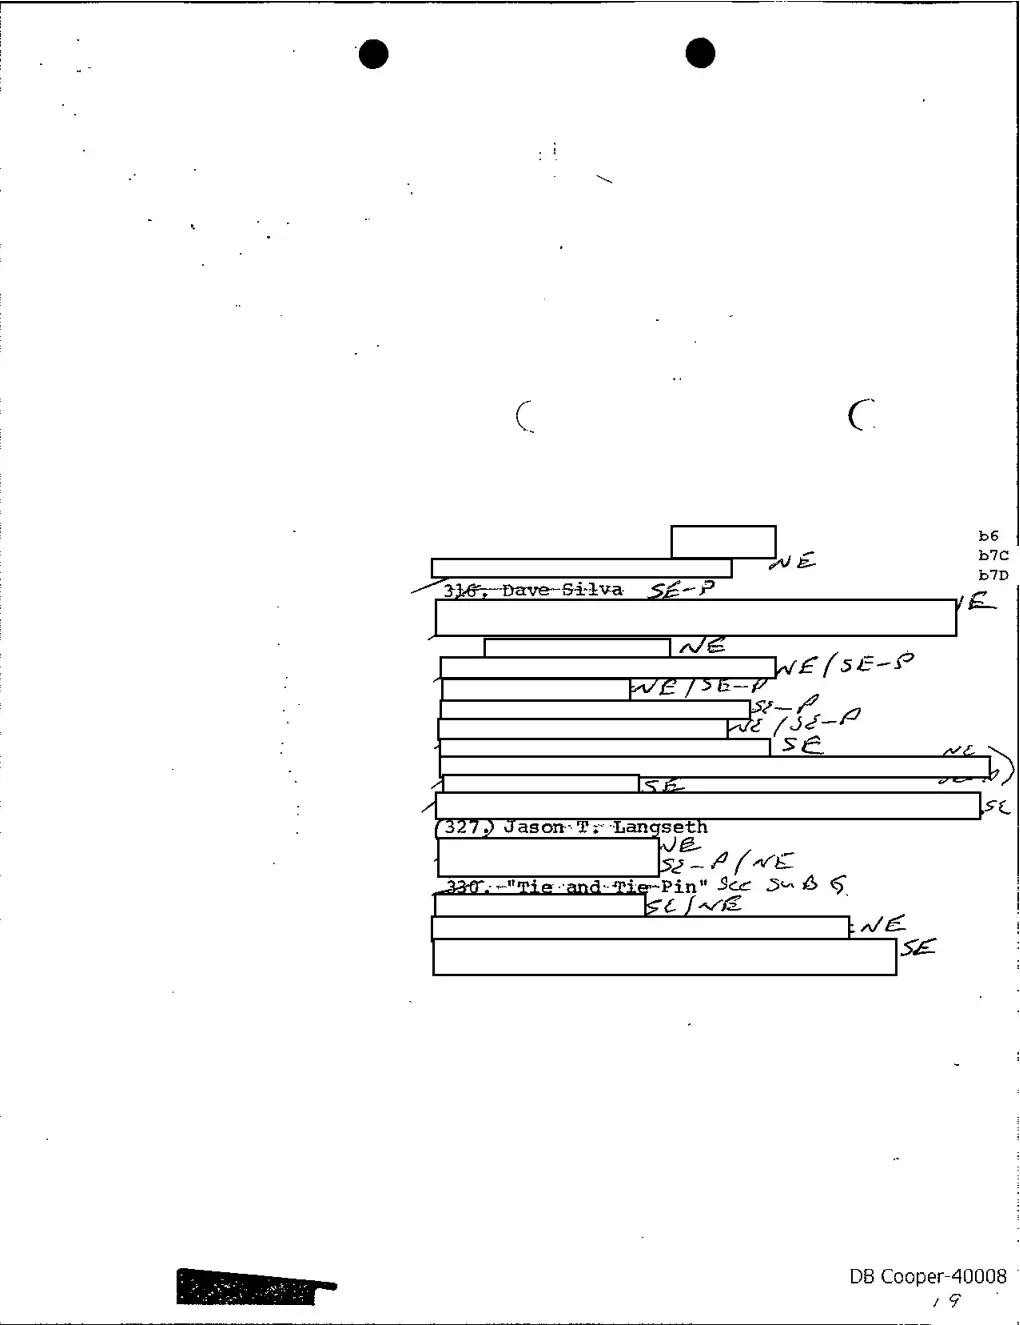 b6
b7C
NE
b7D
316. Dave Silva SE-P
NE
NE
NE/SE-P
NE/SE-P
SE-P
NE/SE-P
SE
NE
SE
SE
(327.) Jason T. Langseth
NE
SE-P/NE
330. "Tie and Tie Pin" See Sub G
SE/NE
NE
SE
DB Cooper-40008
19